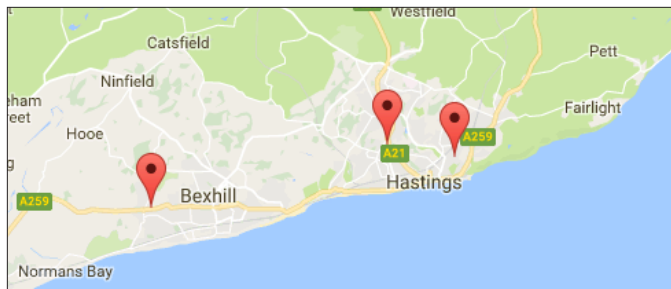 Westfield
Catsfield
Pett
Ninfield
eham
reet
Fairlight
Hooe
A259
A21
g
Hastings
Bexhill
A259
Normans Bay